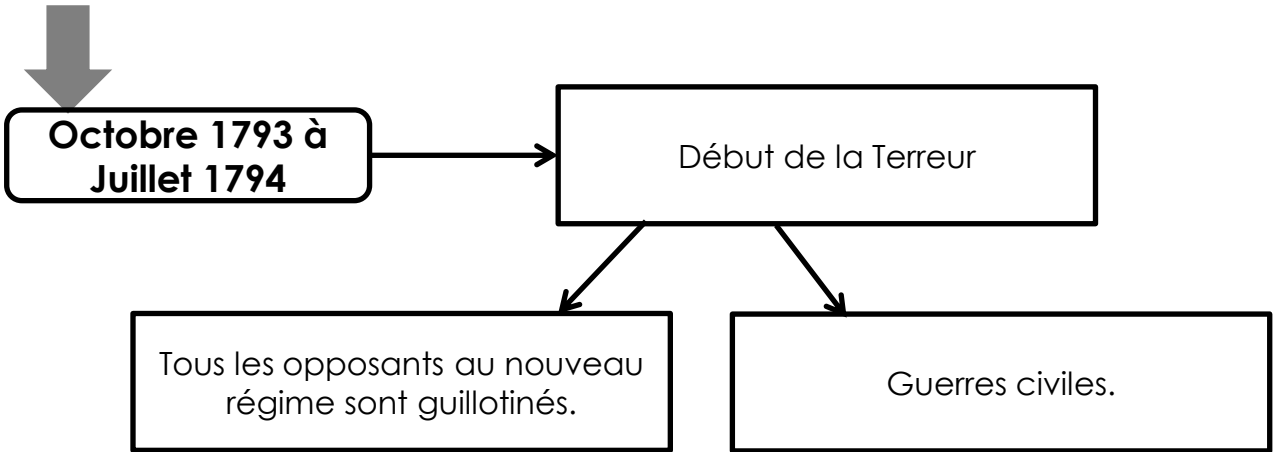 Octobre 1793 à
Juillet 1794
Début de la Terreur
Tous les opposants au nouveau
régime sont guillotinés.
Guerres civiles.